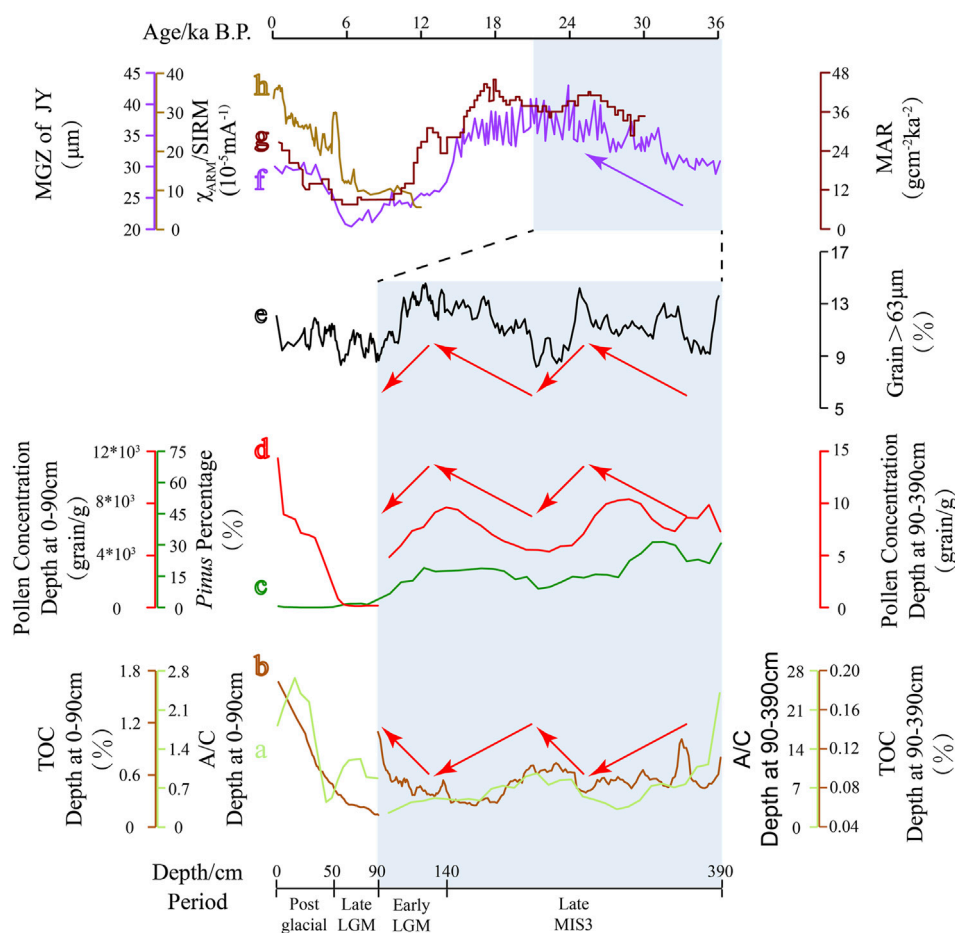 Age/ka B.P.
0 6 12 18 24 30 36
MGZ of JY
(μm)
45
40
35
30
25
20
40
30
20
10
0
χARM/SIRM
(10⁻⁵mA⁻¹)
h
g
f
48
36
24
12
0
MAR
(gcm⁻²ka⁻²)
e
17
13
9
5
Grain>63μm
(%)
Pollen Concentration
Depth at 0-90cm
(grain/g)
12*10³
8*10³
4*10³
0
75
60
45
30
15
0
Pinus Percentage
(%)
d
c
15
10
5
0
Pollen Concentration
Depth at 90-390cm
(grain/g)
TOC
Depth at 0-90cm
(%)
1.8
1.2
0.6
0
2.8
2.1
1.4
0.7
0
A/C
Depth at 0-90cm
b
a
A/C
Depth at 90-390cm
28
21
14
7
0
0.20
0.16
0.12
0.08
0.04
TOC
Depth at 90-390cm
(%)
Depth/cm
0 50 90 140 390
Period
Post
glacial
Late
LGM
Early
LGM
Late
MIS3